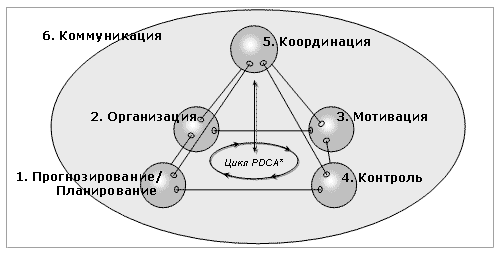 6. Коммуникация
5. Координация
2. Организация
3. Мотивация
Цикл PDCA*
1. Прогнозирование/
Планирование
4. Контроль